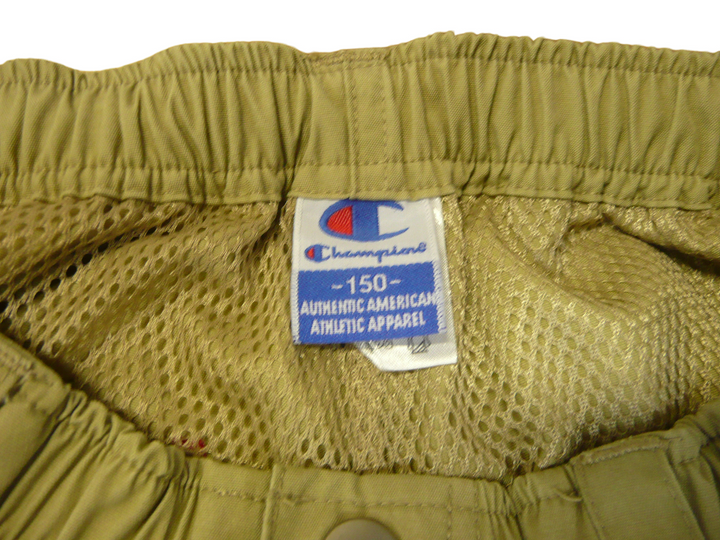 Champion
-150-
AUTHENTIC AMERICAN
ATHLETIC APPAREL